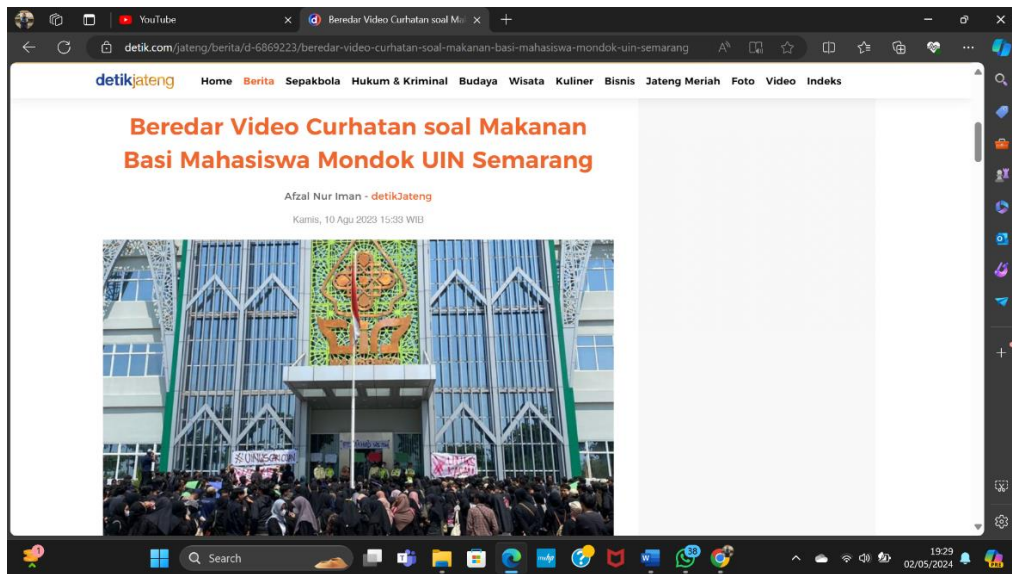 YouTube
Beredar Video Curhatan soal Ma
detik.com/jateng/berita/d-6869223/beredar-video-curhatan-soal-makanan-basi-mahasiswa-mondok-uin-semarang
detikjateng Home Berita Sepakbola Hukum & Kriminal Budaya Wisata Kuliner Bisnis Jateng Meriah Foto Video Indeks
Beredar Video Curhatan soal Makanan
Basi Mahasiswa Mondok UIN Semarang
Afzal Nur Iman - detikJateng
Kamis, 10 Agu 2023 15:33 WIB
Search
38
19:29
02/05/2024